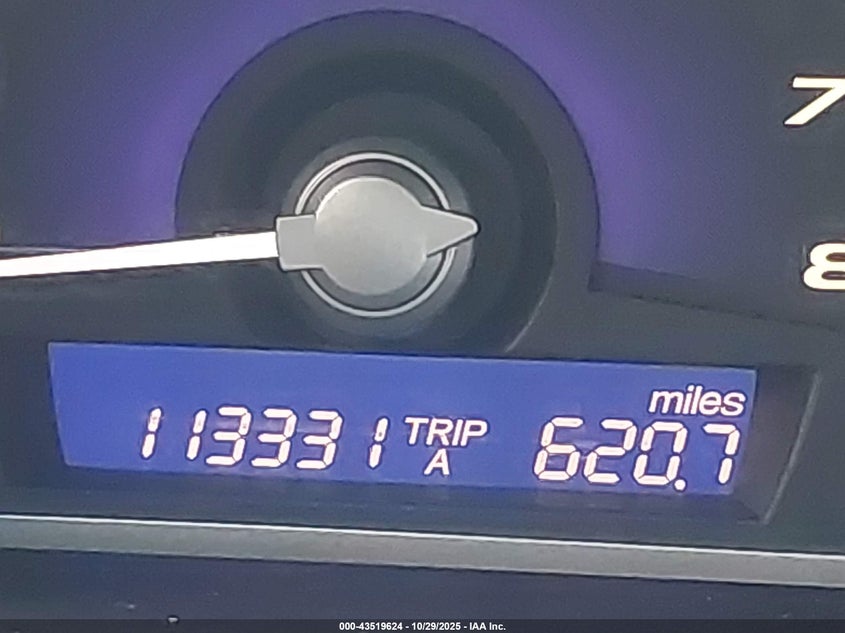 7
8
miles
113331 TRIP A 620.7
000-43519624 - 10/29/2025 - IAA Inc.